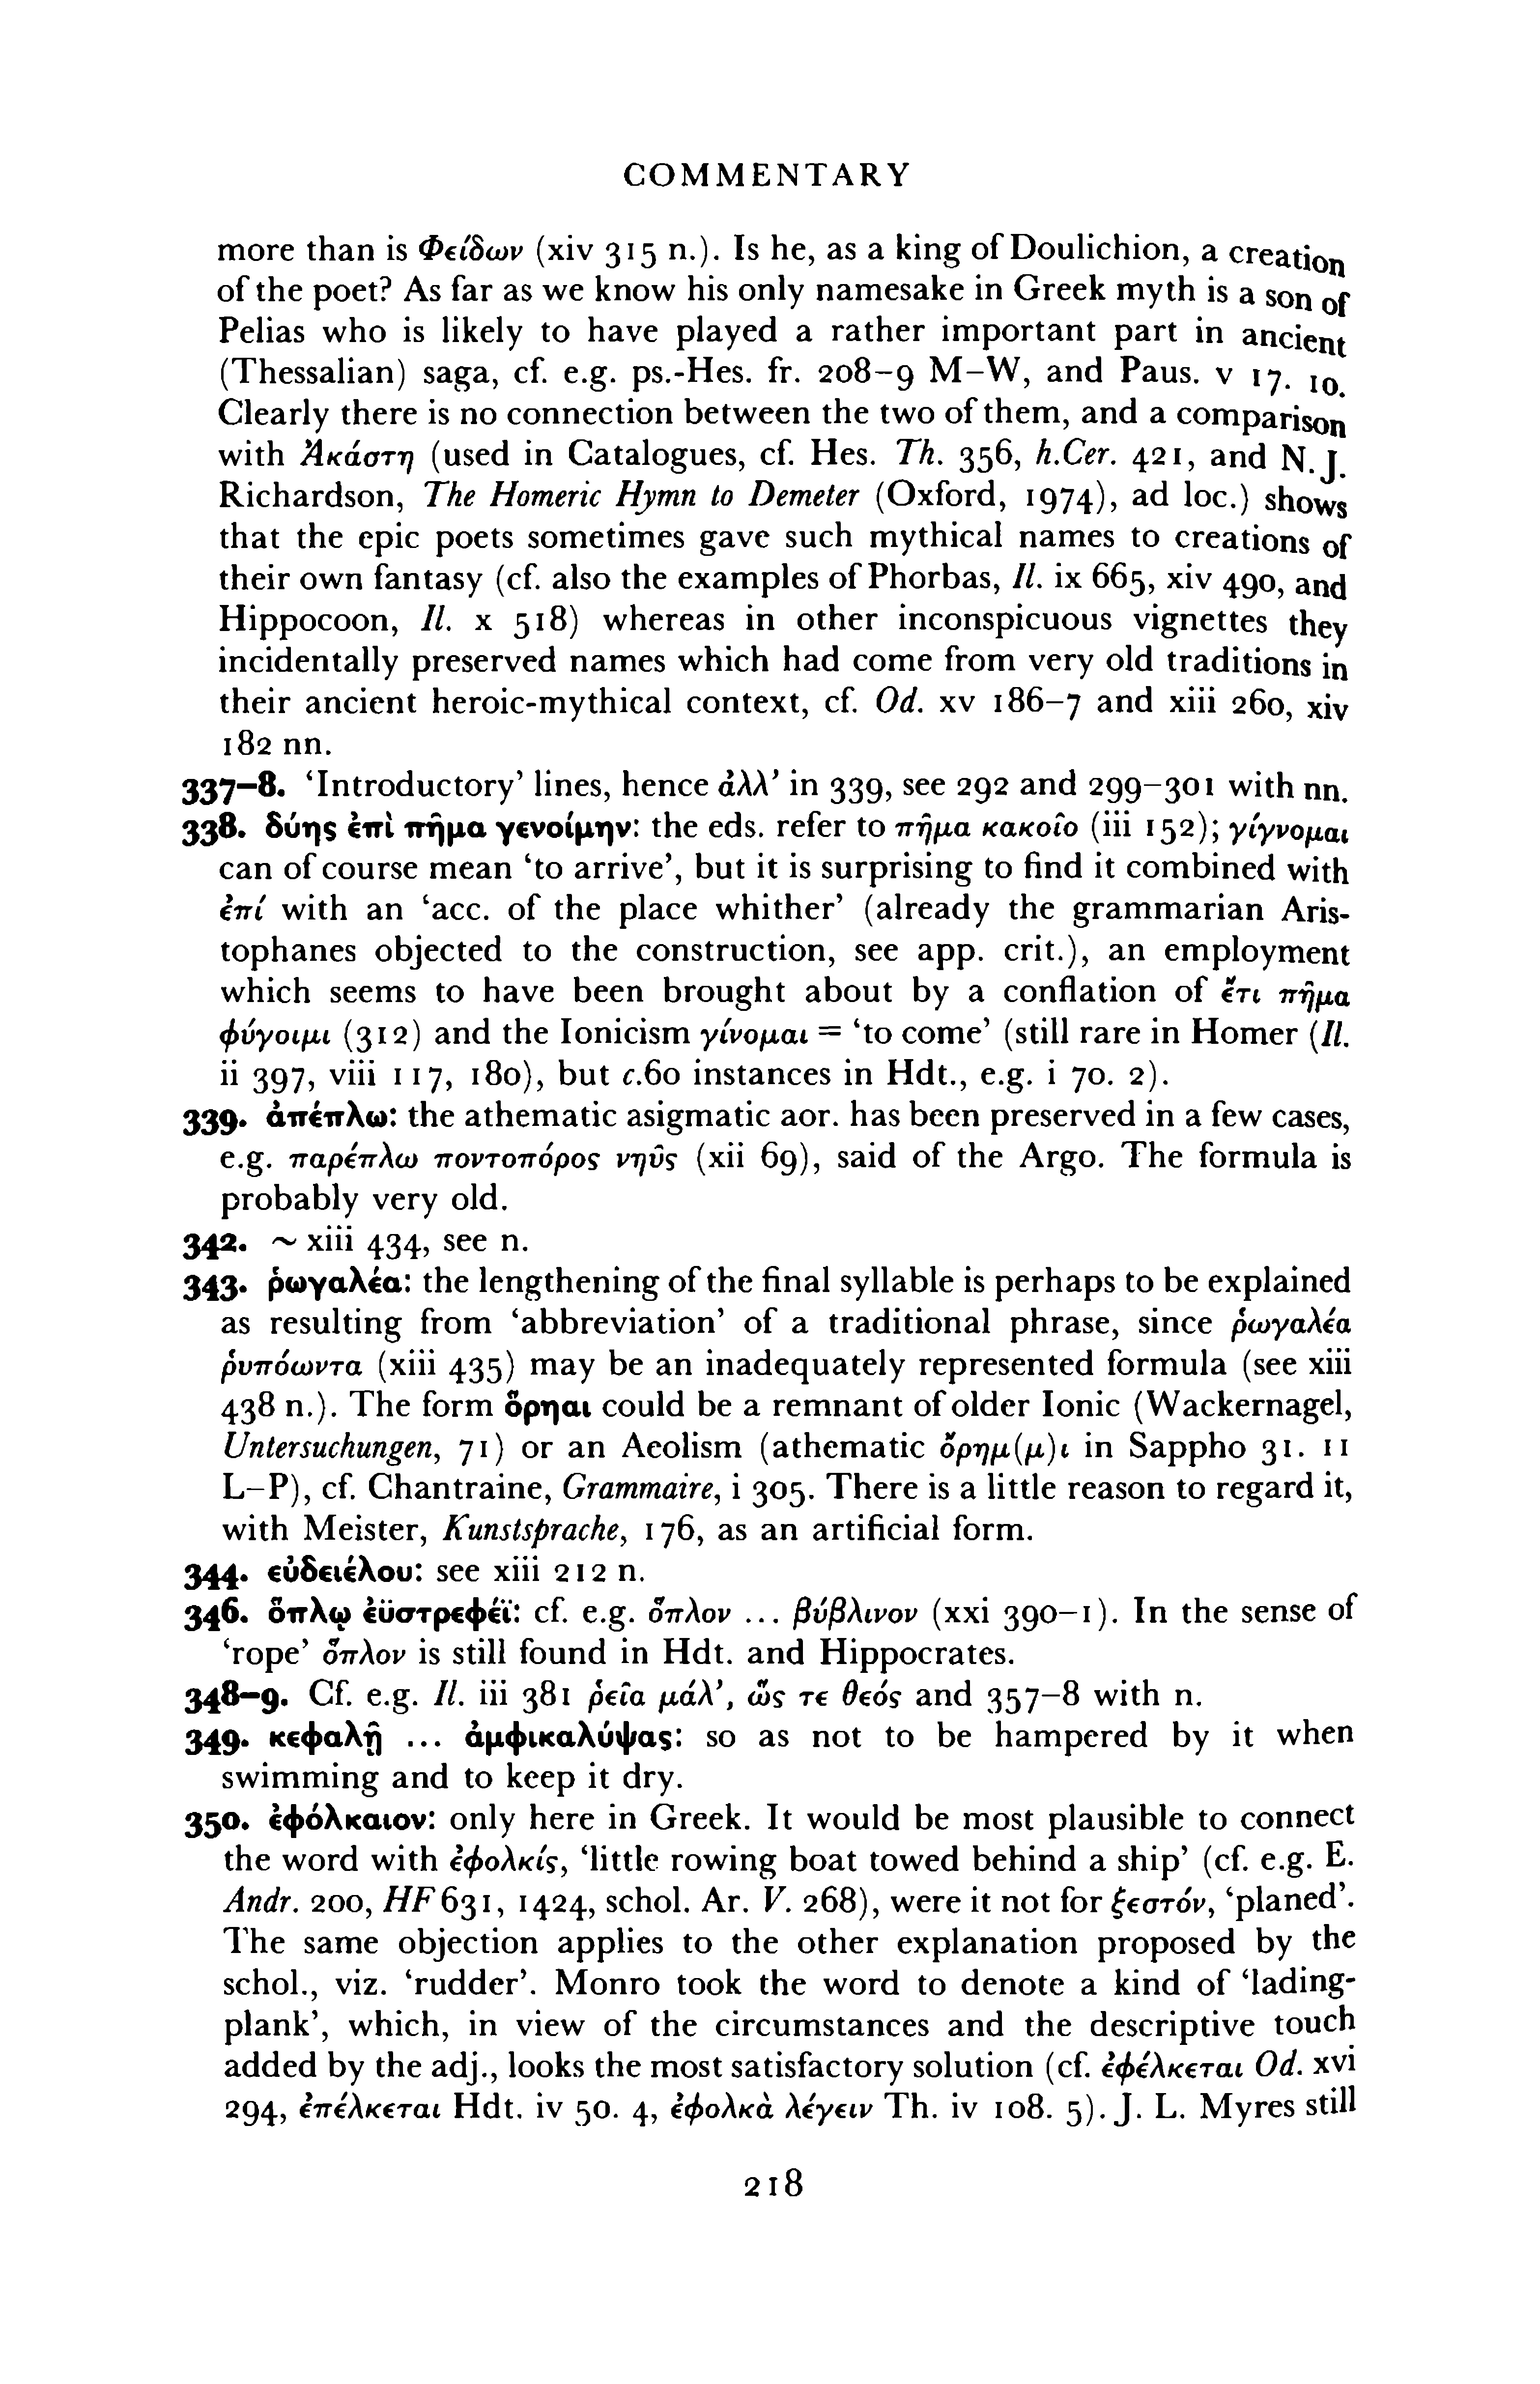 COMMENTARY
more than is Φείδων (xiv 315 n.). Is he, as a king of Doulichion, a creation
of the poet? As far as we know his only namesake in Greek myth is a son of
Pelias who is likely to have played a rather important part in ancient
(Thessalian) saga, cf. e.g. ps.-Hes. fr. 208–9 M–W, and Paus. v 17. 10.
Clearly there is no connection between the two of them, and a comparison
with Ἀκάστη (used in Catalogues, cf. Hes. Th. 356, h.Cer. 421, and N. J.
Richardson, The Homeric Hymn to Demeter (Oxford, 1974), ad loc.) shows
that the epic poets sometimes gave such mythical names to creations of
their own fantasy (cf. also the examples of Phorbas, Il. ix 665, xiv 490, and
Hippocoon, Il. x 518) whereas in other inconspicuous vignettes they
incidentally preserved names which had come from very old traditions in
their ancient heroic-mythical context, cf. Od. xv 186–7 and xiii 260, xiv
182 nn.
337–8. ‘Introductory’ lines, hence ἀλλ’ in 339, see 292 and 299–301 with nn.
338. δύης ἐπὶ πῆμα γενοίμην: the eds. refer to πῆμα κακοῖο (iii 152); γίγνομαι
can of course mean ‘to arrive’, but it is surprising to find it combined with
ἐπί with an ‘acc. of the place whither’ (already the grammarian Aris-
tophanes objected to the construction, see app. crit.), an employment
which seems to have been brought about by a conflation of ἔτι πῆμα
φύγοιμι (312) and the Ionicism γίνομαι = ‘to come’ (still rare in Homer (Il.
ii 397, viii 117, 180), but c.60 instances in Hdt., e.g. i 70. 2).
339. ἀπέπλω: the athematic asigmatic aor. has been preserved in a few cases,
e.g. παρέπλω ποντοπόρος νηῦς (xii 69), said of the Argo. The formula is
probably very old.
342. ~ xiii 434, see n.
343. ῥωγαλέα: the lengthening of the final syllable is perhaps to be explained
as resulting from ‘abbreviation’ of a traditional phrase, since ῥωγαλέα
ῥυπόωντα (xiii 435) may be an inadequately represented formula (see xiii
438 n.). The form ὅρηαι could be a remnant of older Ionic (Wackernagel,
Untersuchungen, 71) or an Aeolism (athematic ὄρημ(μ)ι in Sappho 31. 11
L–P), cf. Chantraine, Grammaire, i 305. There is a little reason to regard it,
with Meister, Kunstsprache, 176, as an artificial form.
344. εὐδειέλου: see xiii 212 n.
346. ὅπλῳ ἐϋστρεφέϊ: cf. e.g. ὅπλον ... βύβλινον (xxi 390–1). In the sense of
‘rope’ ὅπλον is still found in Hdt. and Hippocrates.
348–9. Cf. e.g. Il. iii 381 ῥεῖα μάλ’, ὥς τε θεός and 357–8 with n.
349. κεφαλῇ ... ἀμφικαλύψας: so as not to be hampered by it when
swimming and to keep it dry.
350. ἐφόλκαιον: only here in Greek. It would be most plausible to connect
the word with ἐφολκίς, ‘little rowing boat towed behind a ship’ (cf. e.g. E.
Andr. 200, HF 631, 1424, schol. Ar. V. 268), were it not for ξεστόν, ‘planed’.
The same objection applies to the other explanation proposed by the
schol., viz. ‘rudder’. Monro took the word to denote a kind of ‘lading-
plank’, which, in view of the circumstances and the descriptive touch
added by the adj., looks the most satisfactory solution (cf. ἐφέλκεται Od. xvi
294, ἐπέλκεται Hdt. iv 50. 4, ἐφολκὰ λέγειν Th. iv 108. 5). J. L. Myres still
218